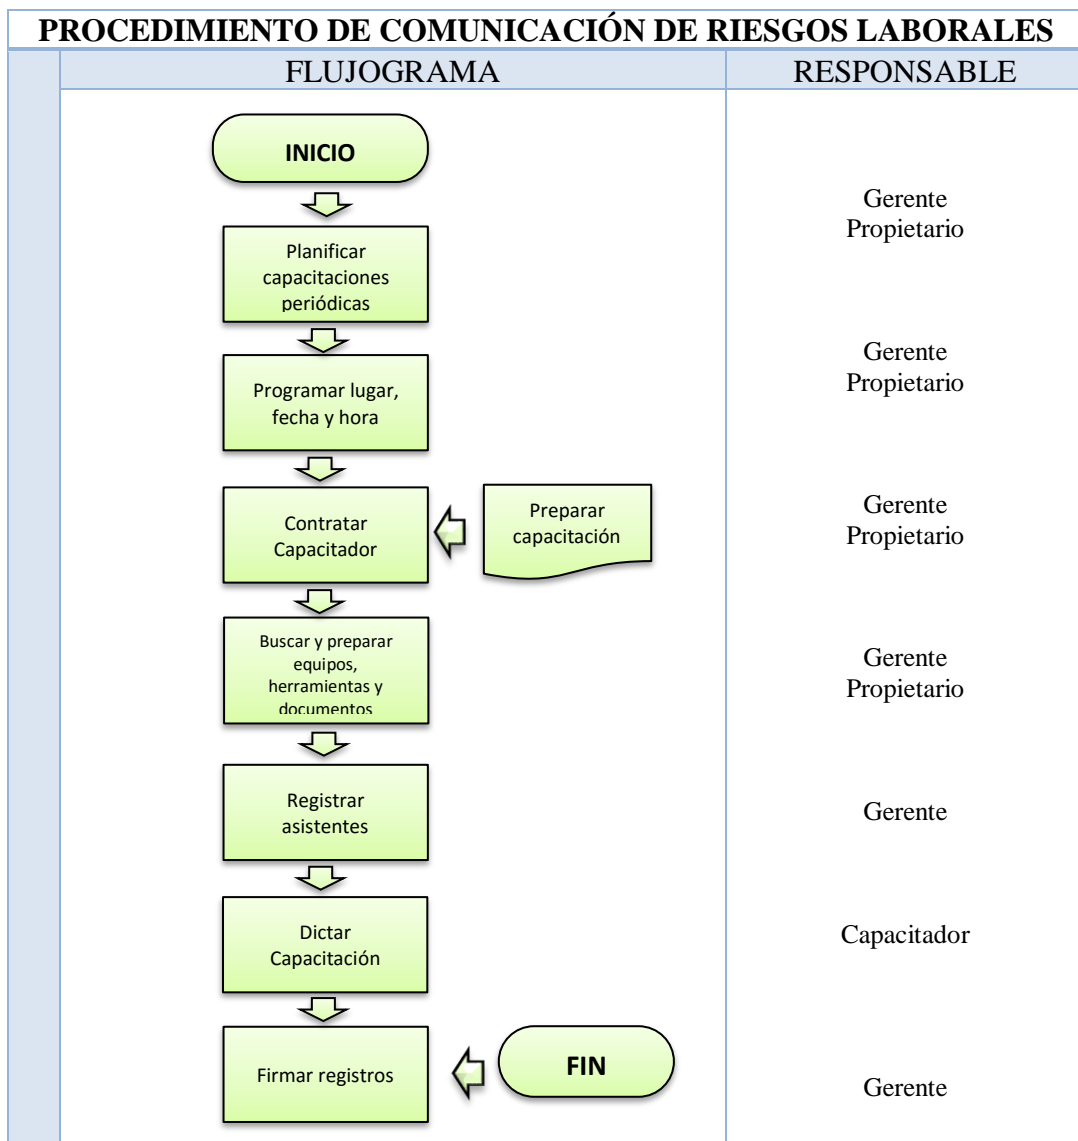 PROCEDIMIENTO DE COMUNICACIÓN DE RIESGOS LABORALES
FLUJOGRAMA
RESPONSABLE
INICIO
Gerente
Propietario
Planificar
capacitaciones
periódicas
Gerente
Propietario
Programar lugar,
fecha y hora
Gerente
Propietario
Contratar
Capacitador
Preparar
capacitación
Buscar y preparar
equipos,
herramientas y
documentos
Gerente
Propietario
Registrar
asistentes
Gerente
Dictar
Capacitación
Capacitador
Firmar registros
FIN
Gerente